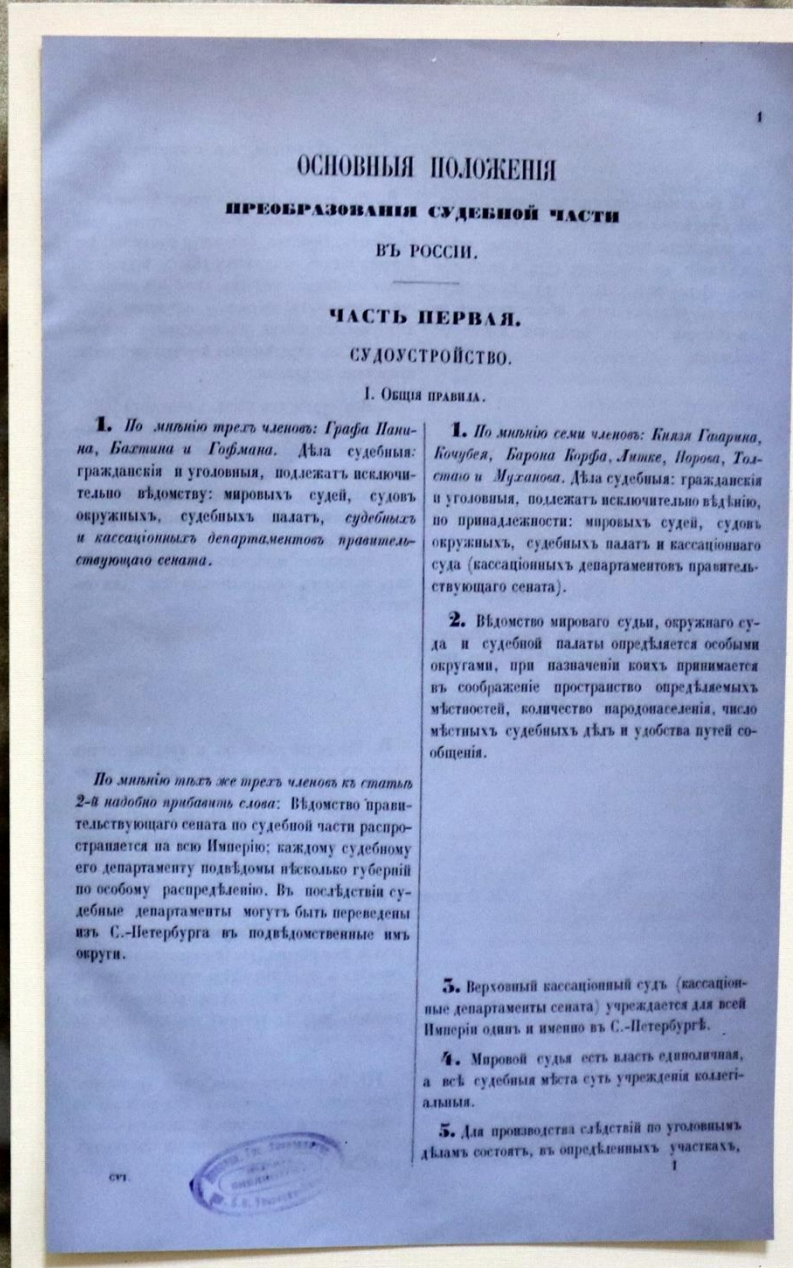 1
ОСНОВНЫЯ ПОЛОЖЕНІЯ
ПРЕОБРАЗОВАНІЯ СУДЕБНОЙ ЧАСТИ
ВЪ РОССІИ.
ЧАСТЬ ПЕРВАЯ.
СУДОУСТРОЙСТВО.
I. Общія правила.
1. По мнѣнію трехъ членовъ: Графа Пани-
на, Бахтина и Гофмана. Дѣла судебныя:
гражданскія и уголовныя, подлежатъ исключи-
тельно вѣдомству: мировыхъ судей, судовъ
окружныхъ, судебныхъ палатъ, судебныхъ
и кассаціонныхъ департаментовъ правитель-
ствующаго сената.
По мнѣнію тѣхъ же трехъ членовъ къ статьѣ
2-й надобно прибавить слова: Вѣдомство прави-
тельствующаго сената по судебной части распро-
страняется на всю Имперію; каждому судебному
его департаменту подвѣдомы нѣсколько губерній
по особому распредѣленію. Въ послѣдствіи су-
дебные департаменты могутъ быть переведены
изъ С.-Петербурга въ подвѣдомственные имъ
округи.
1. По мнѣнію семи членовъ: Князя Гагарина,
Кочубея, Барона Корфа, Литке, Норова, Тол-
стаго и Муханова. Дѣла судебныя: гражданскія
и уголовныя, подлежатъ исключительно вѣдѣнію,
по принадлежности: мировыхъ судей, судовъ
окружныхъ, судебныхъ палатъ и кассаціоннаго
суда (кассаціонныхъ департаментовъ правитель-
ствующаго сената).
2. Вѣдомство мироваго судьи, окружнаго су-
да и судебной палаты опредѣляется особыми
округами, при назначеніи коихъ принимается
въ соображеніе пространство опредѣляемыхъ
мѣстностей, количество народонаселенія, число
мѣстныхъ судебныхъ дѣлъ и удобства путей со-
общенія.
3. Верховный кассаціонный судъ (кассаціон-
ные департаменты сената) учреждается для всей
Имперіи одинъ и именно въ С.-Петербургѣ.
4. Мировой судья есть власть единоличная,
а всѣ судебныя мѣста суть учрежденія коллегі-
альныя.
5. Для производства слѣдствій по уголовнымъ
дѣламъ состоятъ, въ опредѣленныхъ участкахъ,
CVI
1